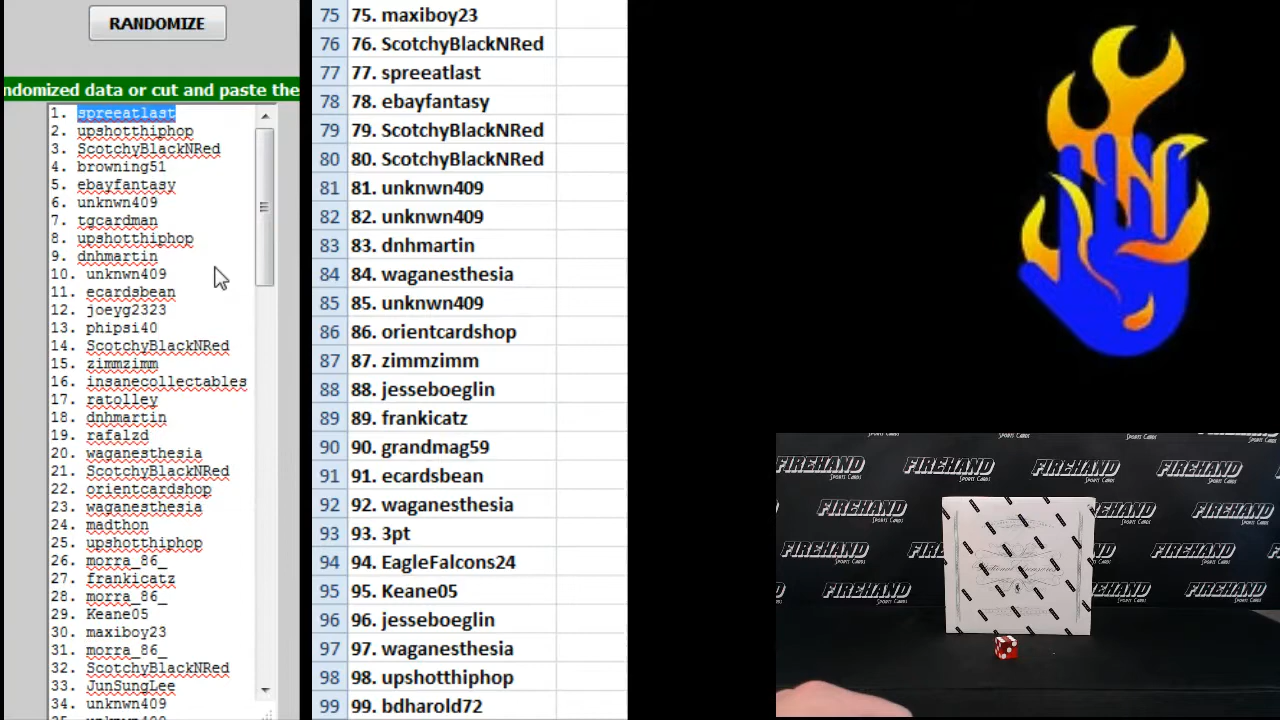 RANDOMIZE
ndomized data or cut and paste the
1. spreeatlast
2. upshotthiphop
3. ScotchyBlackNRed
4. browning51
5. ebayfantasy
6. unknwn409
7. tgcardman
8. upshotthiphop
9. dnhmartin
10. unknwn409
11. ecardsbean
12. joeyg2323
13. phipsi40
14. ScotchyBlackNRed
15. zimmzimm
16. insanecollectables
17. ratolley
18. dnhmartin
19. rafalzd
20. waganesthesia
21. ScotchyBlackNRed
22. orientcardshop
23. waganesthesia
24. madthon
25. upshotthiphop
26. morra_86_
27. frankicatz
28. morra_86_
29. Keane05
30. maxiboy23
31. morra_86_
32. ScotchyBlackNRed
33. JunSungLee
34. unknwn409
75 75. maxiboy23
76 76. ScotchyBlackNRed
77 77. spreeatlast
78 78. ebayfantasy
79 79. ScotchyBlackNRed
80 80. ScotchyBlackNRed
81 81. unknwn409
82 82. unknwn409
83 83. dnhmartin
84 84. waganesthesia
85 85. unknwn409
86 86. orientcardshop
87 87. zimmzimm
88 88. jesseboeglin
89 89. frankicatz
90 90. grandmag59
91 91. ecardsbean
92 92. waganesthesia
93 93. 3pt
94 94. EagleFalcons24
95 95. Keane05
96 96. jesseboeglin
97 97. waganesthesia
98 98. upshotthiphop
99 99. bdharold72
FIREHAND
SPORTS CARDS